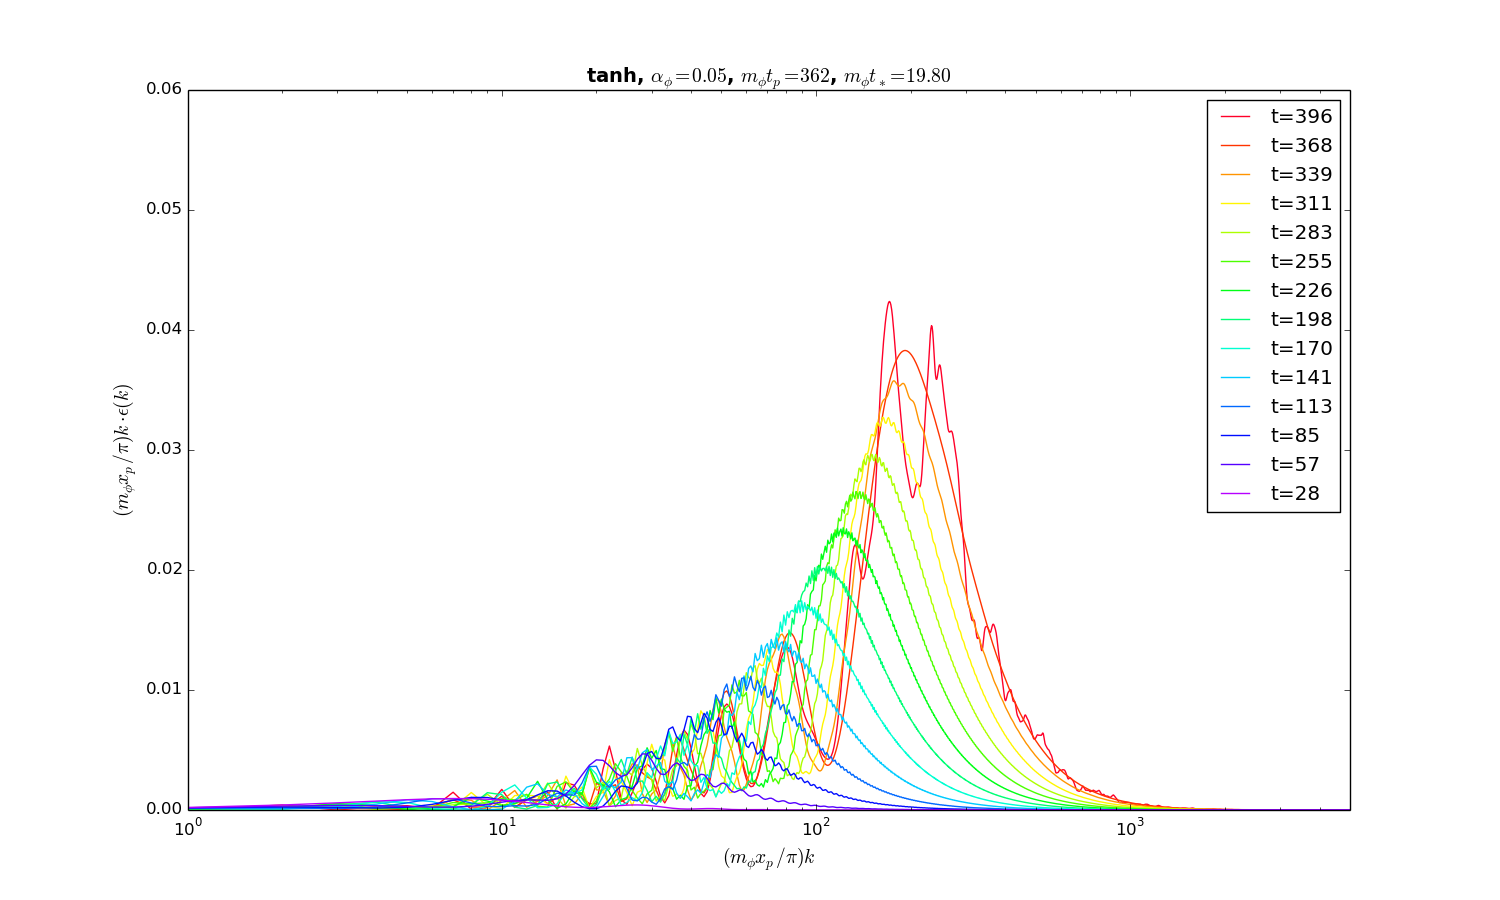 tanh, α_ϕ=0.05, m_ϕt_p=362, m_ϕt_*=19.80
0.06
0.05
0.04
0.03
0.02
0.01
0.00
(m_ϕx_p/π)k·ϵ(k)
t=396
t=368
t=339
t=311
t=283
t=255
t=226
t=198
t=170
t=141
t=113
t=85
t=57
t=28
10^0
10^1
10^2
10^3
(m_ϕx_p/π)k